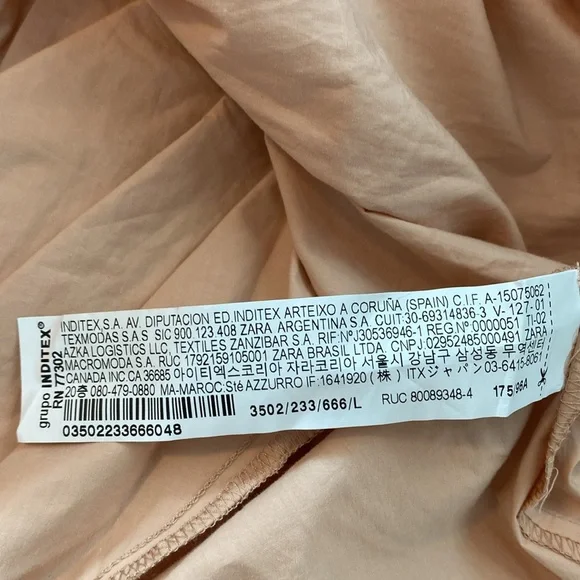 grupo INDITEX®
RN 77302
INDITEX,S.A. AV. DIPUTACION ED.INDITEX ARTEIXO A CORUÑA (SPAIN) C.I.F. A-15075062
TEXMODAS S.A.S SIC 900 123.408 ZARA ARGENTINA S.A. CUIT:30-69314836-3 V-127-01
AZKA LOGISTICS LLC. TEXTILES ZANZIBAR S.A. RIF:NºJ30536946-1 REG.Nº 0000051 TI-02
MACROMODA S.A. RUC 1792159105001 ZARA BRASIL LTDA. CNPJ:02952485000491 ZARA
CANADA INC CA 36685 아이티엑스코리아 자라코리아 서울시 강남구 삼성동 무역센터
20층 080-479-0880 MA-MAROC Sté AZZURRO IF:1641920 (株) ITXジャパン 03-6415-8061
03502233666048
3502/233/666/L
RUC 80089348-4
175/96A